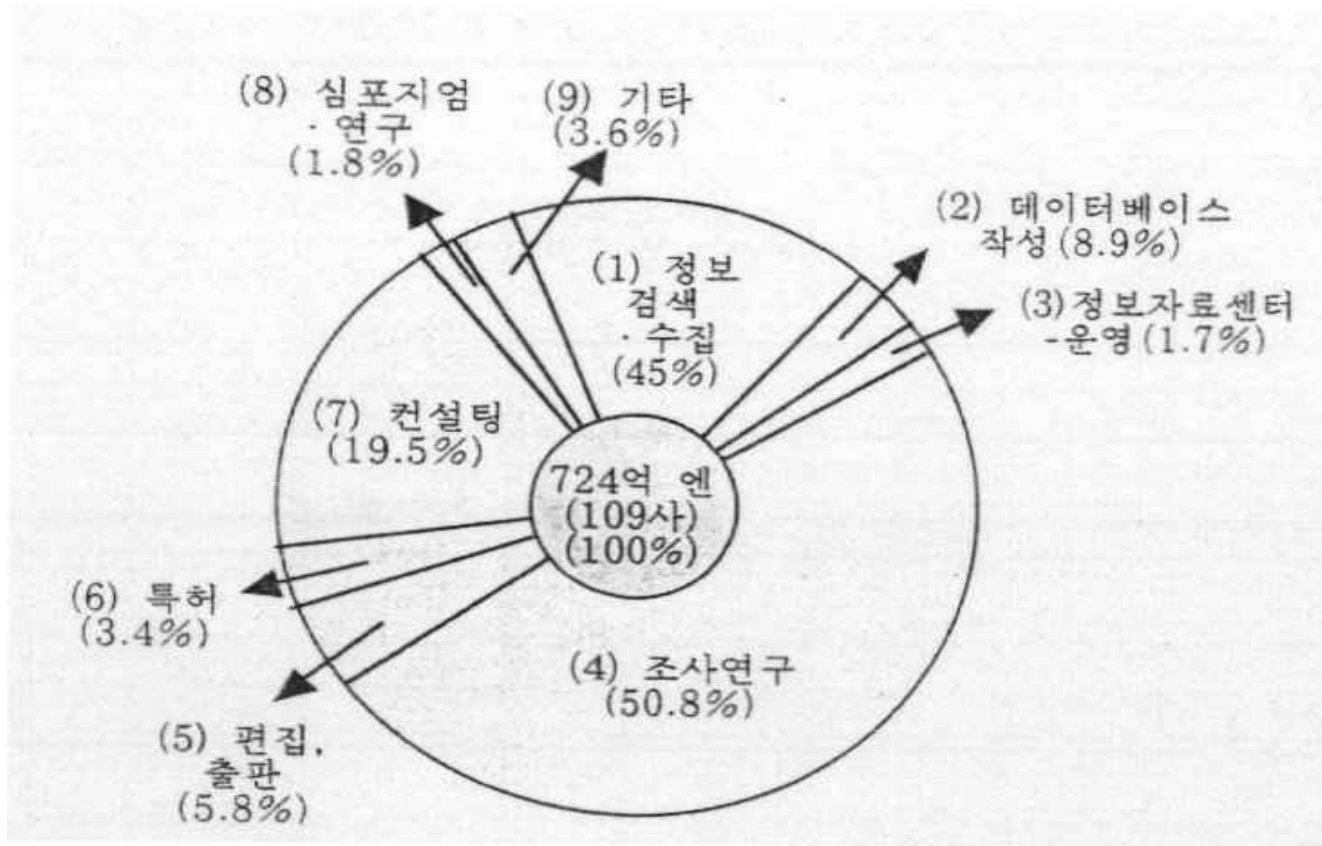 (8) 심포지엄
· 연구
(1.8%)
(9) 기타
(3.6%)
(1) 정보
검색
· 수집
(45%)
(2) 데이터베이스
작성(8.9%)
(3)정보자료센터
-운영(1.7%)
(7) 컨설팅
(19.5%)
724억 엔
(109사)
(100%)
(6) 특허
(3.4%)
(4) 조사연구
(50.8%)
(5) 편집,
출판
(5.8%)